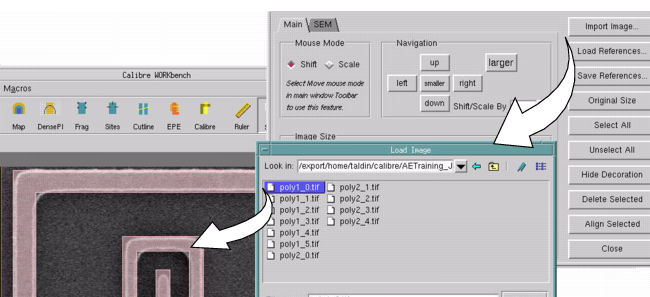 Main SEM
Mouse Mode
Shift Scale
Select Move mouse mode
in main window Toolbar
to use this feature.
Navigation
up larger
left smaller right
down Shift/Scale By
Image Size
Import Image...
Load References...
Save References...
Original Size
Select All
Unselect All
Hide Decoration
Delete Selected
Align Selected
Close
Calibre WORKbench
Macros
Map DensePl Frag Sites Cutline EPE Calibre Ruler
Load Image
Look in: /export/home/taldin/calibre/AETraining_J
poly1_0.tif poly2_1.tif
poly1_1.tif poly2_2.tif
poly1_2.tif poly2_3.tif
poly1_3.tif poly2_4.tif
poly1_4.tif
poly1_5.tif
poly2_0.tif